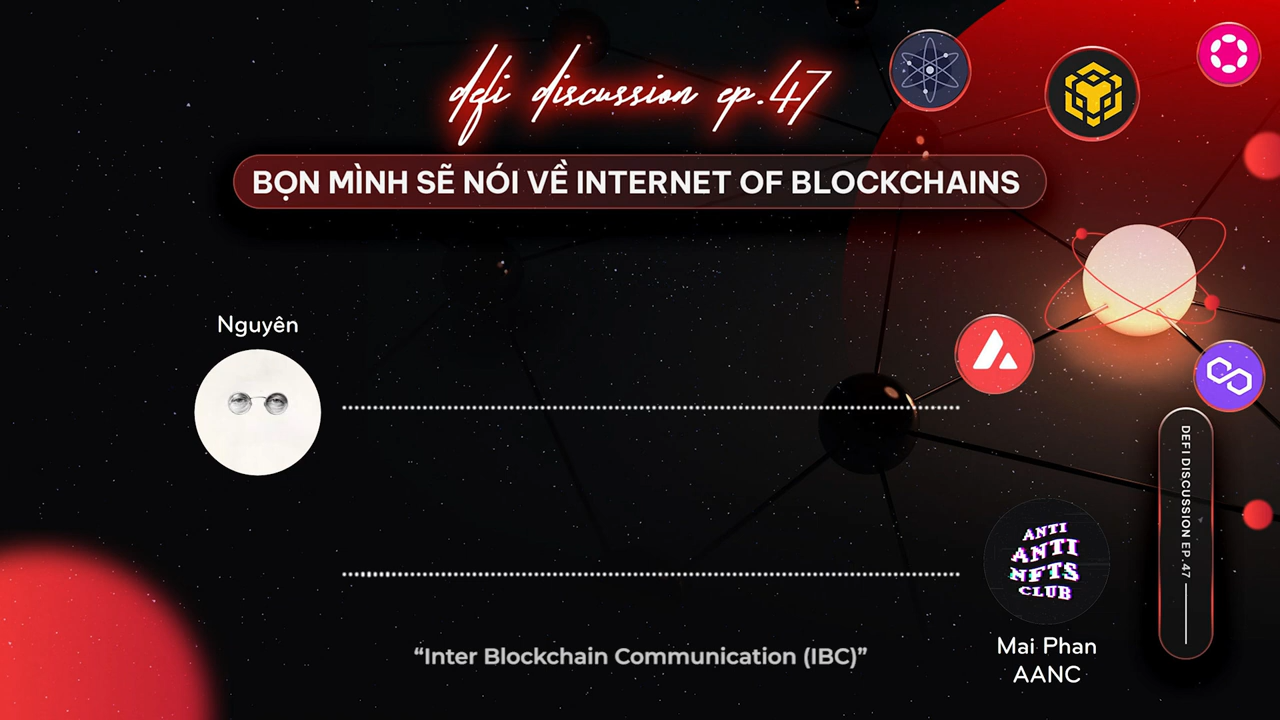 defi discussion ep.47
BỌN MÌNH SẼ NÓI VỀ INTERNET OF BLOCKCHAINS
Nguyên
DEFI DISCUSSION EP.47
ANTI
ANTI
NFTS
CLUB
Mai Phan
AANC
“Inter Blockchain Communication (IBC)”